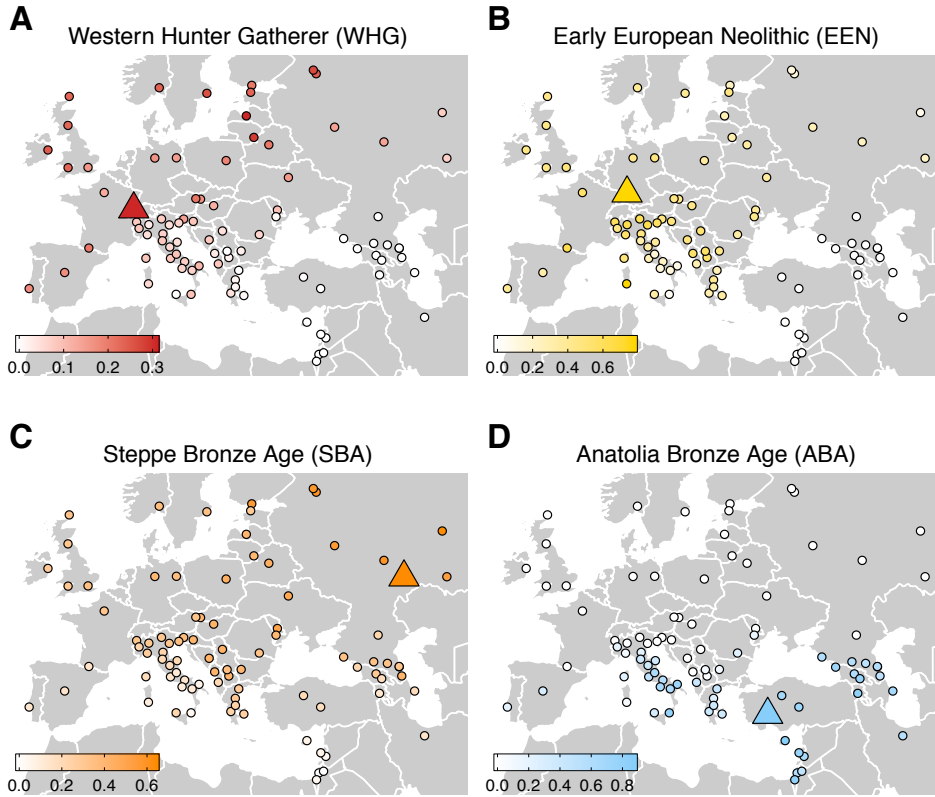 A
Western Hunter Gatherer (WHG)
0.0 0.1 0.2 0.3
B
Early European Neolithic (EEN)
0.0 0.2 0.4 0.6
C
Steppe Bronze Age (SBA)
0.0 0.2 0.4 0.6
D
Anatolia Bronze Age (ABA)
0.0 0.2 0.4 0.6 0.8